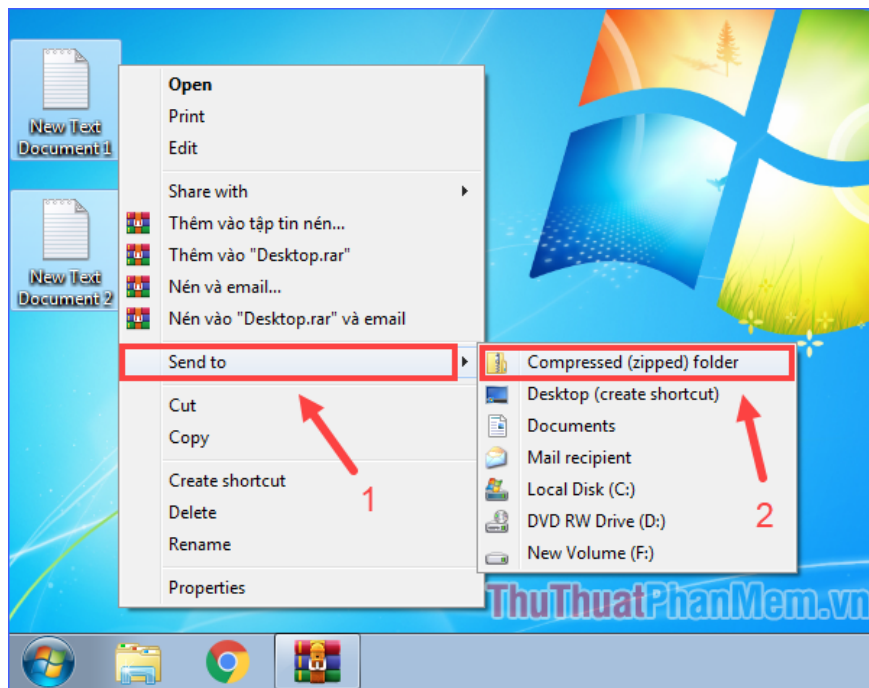 New Text
Document 1
New Text
Document 2
Open
Print
Edit
Share with
Thêm vào tập tin nén...
Thêm vào "Desktop.rar"
Nén và email...
Nén vào "Desktop.rar" và email
Send to
Cut
Copy
Create shortcut
Delete
Rename
Properties
1
Compressed (zipped) folder
Desktop (create shortcut)
Documents
Mail recipient
Local Disk (C:)
DVD RW Drive (D:)
New Volume (F:)
2
ThuThuatPhanMem.vn